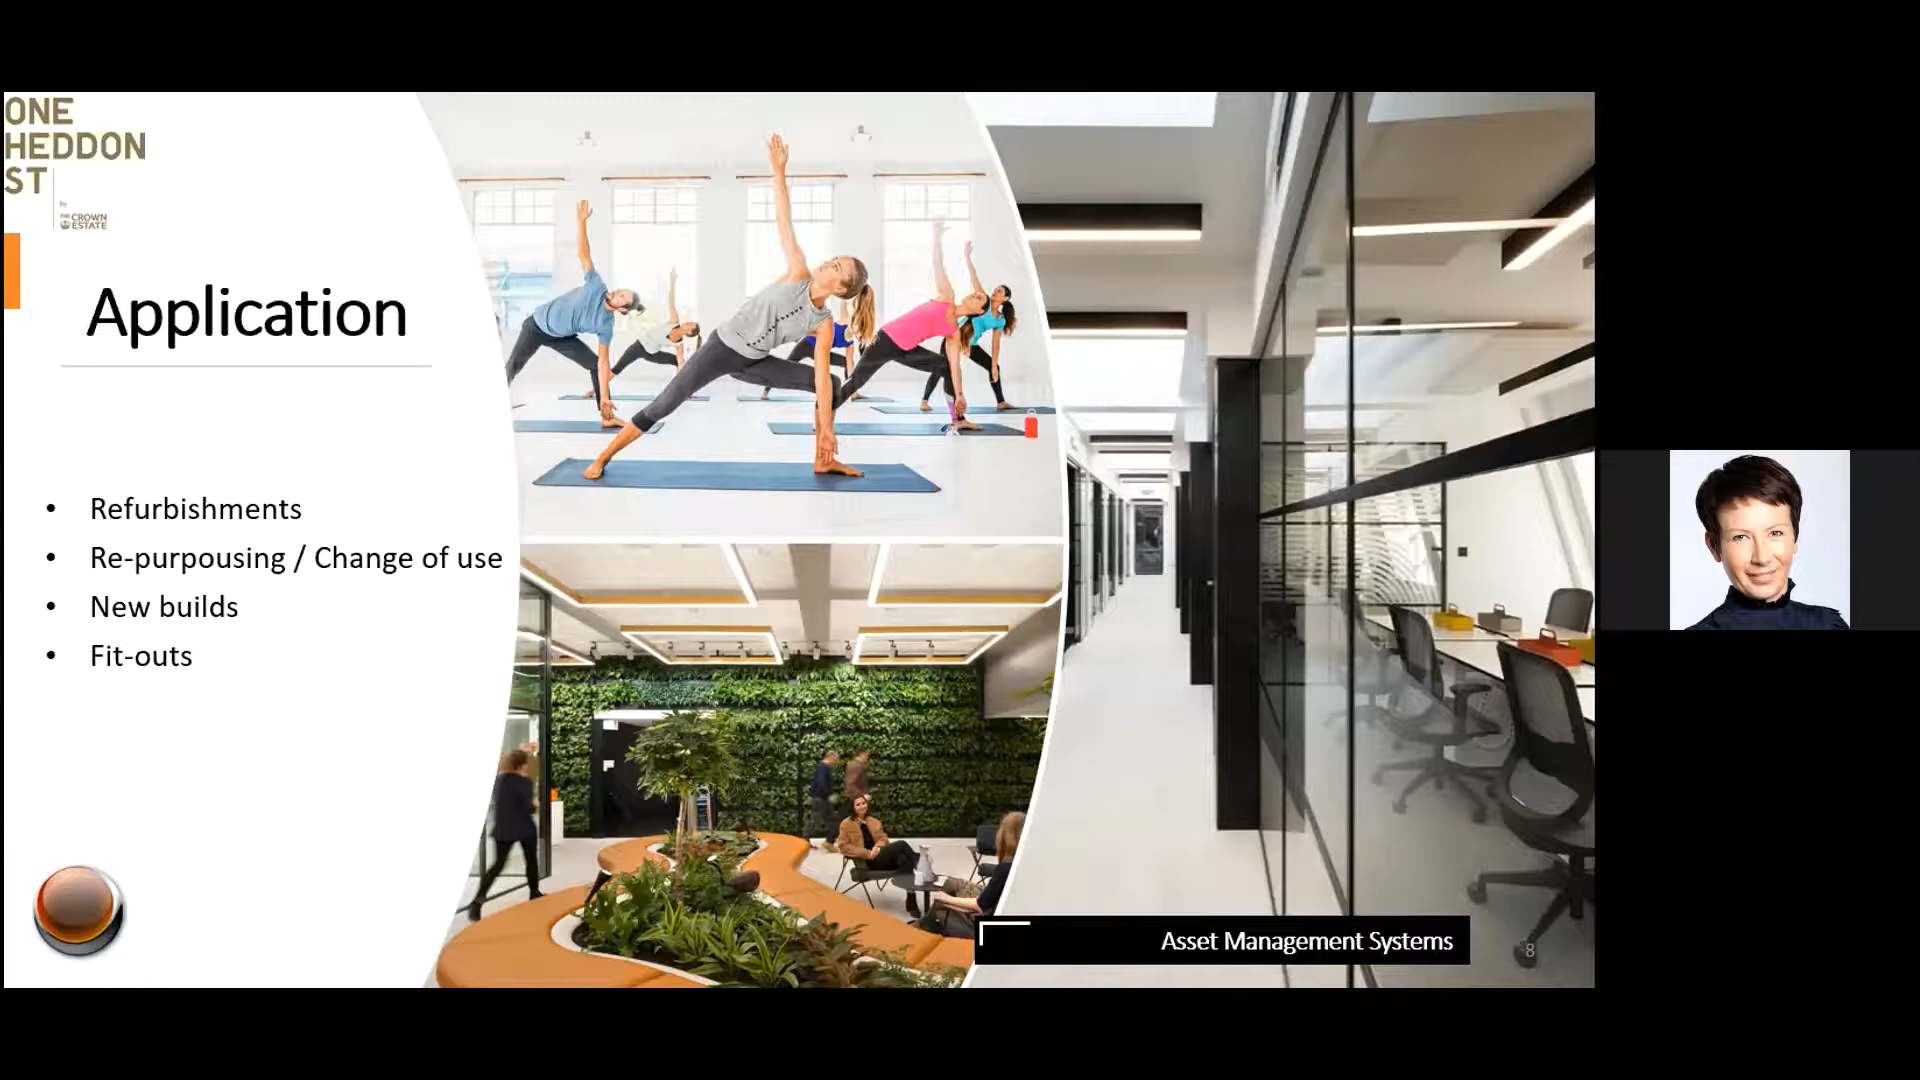 ONE
HEDDON
ST
by
THE CROWN
ESTATE
Application
• Refurbishments
• Re-purpousing / Change of use
• New builds
• Fit-outs
Asset Management Systems
8